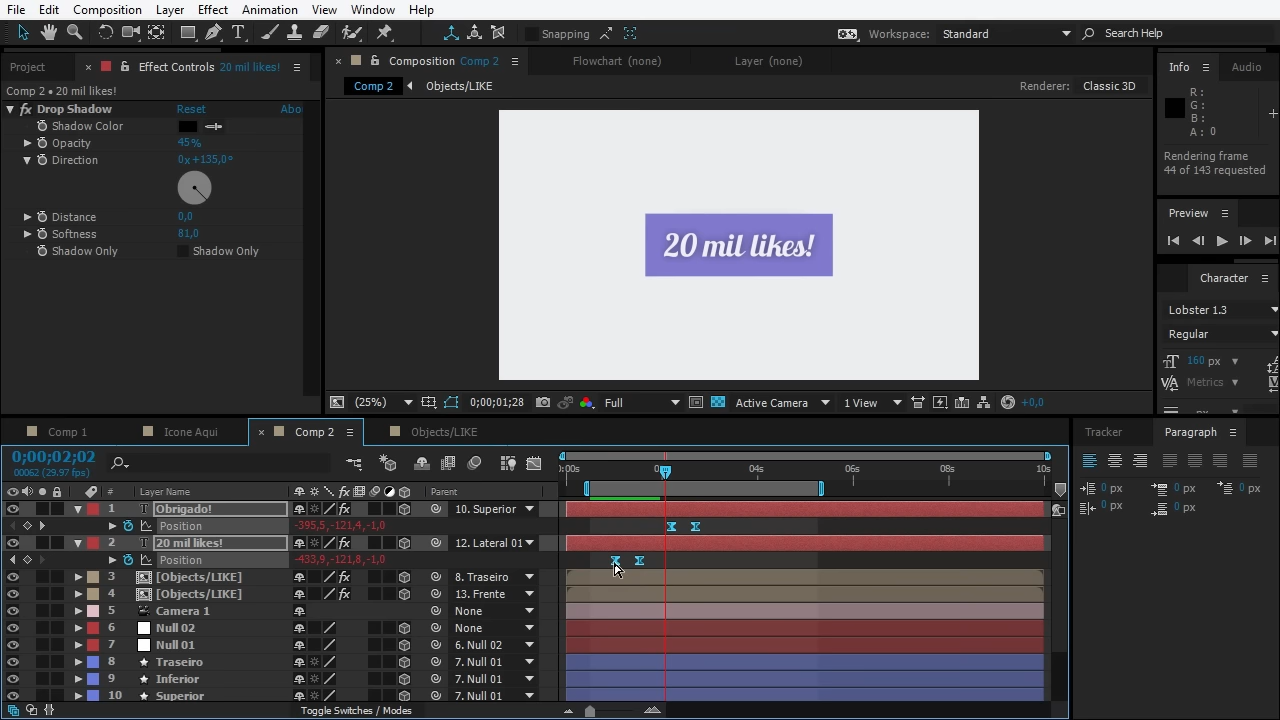 File Edit Composition Layer Effect Animation View Window Help
Snapping Workspace: Standard Search Help
Project Effect Controls 20 mil likes!
Comp 2 • 20 mil likes!
fx Drop Shadow Reset Abo
Shadow Color
Opacity 45%
Direction 0x+135,0°
Distance 0,0
Softness 81,0
Shadow Only Shadow Only
Composition Comp 2 Flowchart (none) Layer (none)
Comp 2 Objects/LIKE Renderer: Classic 3D
20 mil likes!
(25%) 0;00;01;28 Full Active Camera 1 View +0,0
Info Audio
R :
G :
B :
A : 0
Rendering frame
44 of 143 requested
Preview
Character
Lobster 1.3
Regular
160 px
Metrics
Comp 1 Icone Aqui Comp 2 Objects/LIKE
0;00;02;02
00062 (29.97 fps)
:00s 04s 06s 08s 10s
# Layer Name Parent
1 Obrigado! 10. Superior
Position -395,5,-121,4,-1,0
2 20 mil likes! 12. Lateral 01
Position -433,9,-121,8,-1,0
3 [Objects/LIKE] 8. Traseiro
4 [Objects/LIKE] 13. Frente
5 Camera 1 None
6 Null 02 None
7 Null 01 6. Null 02
8 Traseiro 7. Null 01
9 Inferior 7. Null 01
10 Superior 7. Null 01
Toggle Switches / Modes
Tracker Paragraph
0 px 0 px 0 px
0 px 0 px